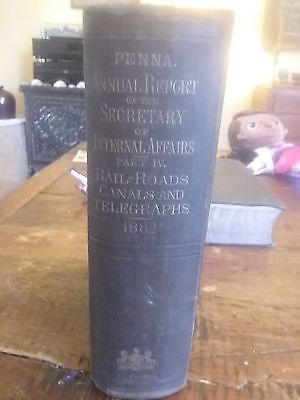 PENNA.
ANNUAL REPORT
OF THE
SECRETARY
OF
INTERNAL AFFAIRS
PART IV.
RAIL-ROADS
CANALS AND
TELEGRAPHS
1882